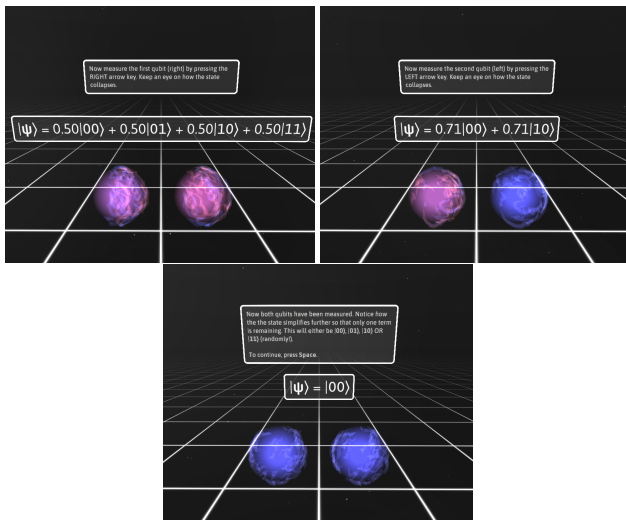 Now measure the first qubit (right) by pressing the
RIGHT arrow key. Keep an eye on how the state
collapses.
|ψ⟩ = 0.50|00⟩ + 0.50|01⟩ + 0.50|10⟩ + 0.50|11⟩
Now measure the second qubit (left) by pressing the
LEFT arrow key. Keep an eye on how the state
collapses.
|ψ⟩ = 0.71|00⟩ + 0.71|10⟩
Now both qubits have been measured. Notice how
the the state simplifies further so that only one term
is remaining. This will either be |00⟩, |01⟩, |10⟩ OR
|11⟩ (randomly!).
To continue, press Space.
|ψ⟩ = |00⟩